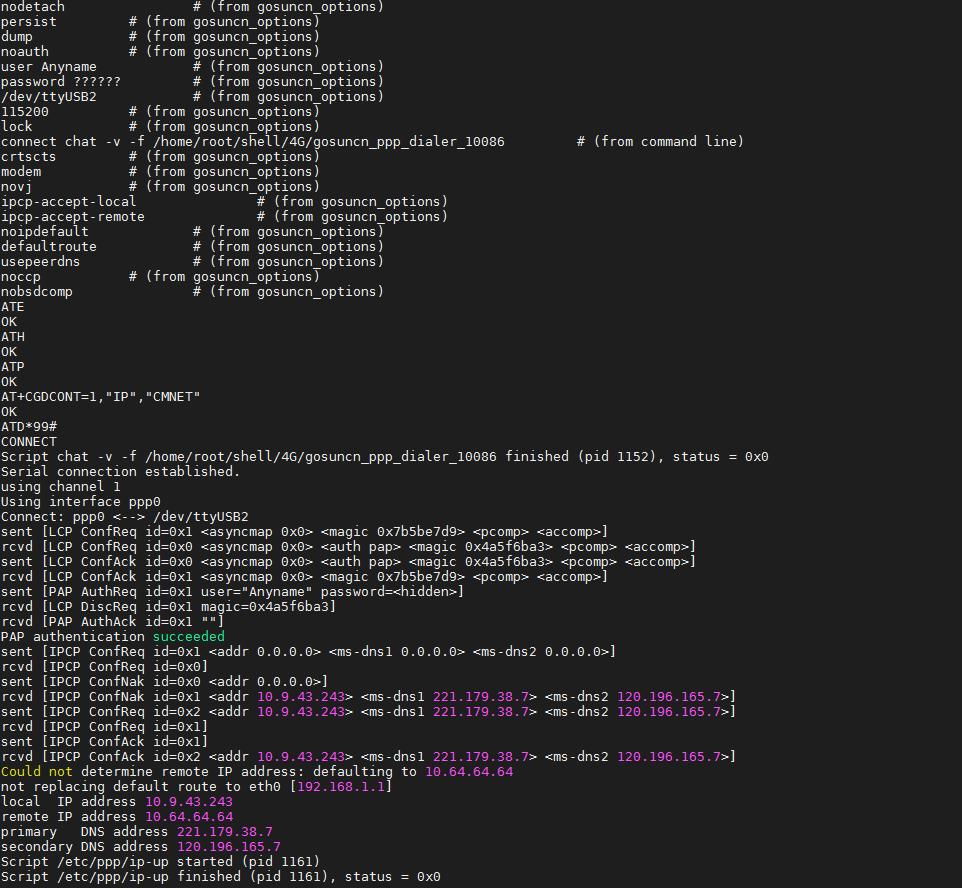 nodetach                # (from gosuncn_options)
persist         # (from gosuncn_options)
dump            # (from gosuncn_options)
noauth          # (from gosuncn_options)
user Anyname            # (from gosuncn_options)
password ??????         # (from gosuncn_options)
/dev/ttyUSB2            # (from gosuncn_options)
115200          # (from gosuncn_options)
lock            # (from gosuncn_options)
connect chat -v -f /home/root/shell/4G/gosuncn_ppp_dialer_10086         # (from command line)
crtscts         # (from gosuncn_options)
modem           # (from gosuncn_options)
novj            # (from gosuncn_options)
ipcp-accept-local               # (from gosuncn_options)
ipcp-accept-remote              # (from gosuncn_options)
noipdefault             # (from gosuncn_options)
defaultroute            # (from gosuncn_options)
usepeerdns              # (from gosuncn_options)
noccp           # (from gosuncn_options)
nobsdcomp               # (from gosuncn_options)
ATE
OK
ATH
OK
ATP
OK
AT+CGDCONT=1,"IP","CMNET"
OK
ATD*99#
CONNECT
Script chat -v -f /home/root/shell/4G/gosuncn_ppp_dialer_10086 finished (pid 1152), status = 0x0
Serial connection established.
using channel 1
Using interface ppp0
Connect: ppp0 <--> /dev/ttyUSB2
sent [LCP ConfReq id=0x1 <asyncmap 0x0> <magic 0x7b5be7d9> <pcomp> <accomp>]
rcvd [LCP ConfReq id=0x0 <asyncmap 0x0> <auth pap> <magic 0x4a5f6ba3> <pcomp> <accomp>]
sent [LCP ConfAck id=0x0 <asyncmap 0x0> <auth pap> <magic 0x4a5f6ba3> <pcomp> <accomp>]
rcvd [LCP ConfAck id=0x1 <asyncmap 0x0> <magic 0x7b5be7d9> <pcomp> <accomp>]
sent [PAP AuthReq id=0x1 user="Anyname" password=<hidden>]
rcvd [LCP DiscReq id=0x1 magic=0x4a5f6ba3]
rcvd [PAP AuthAck id=0x1 ""]
PAP authentication succeeded
sent [IPCP ConfReq id=0x1 <addr 0.0.0.0> <ms-dns1 0.0.0.0> <ms-dns2 0.0.0.0>]
rcvd [IPCP ConfReq id=0x0]
sent [IPCP ConfNak id=0x0 <addr 0.0.0.0>]
rcvd [IPCP ConfNak id=0x1 <addr 10.9.43.243> <ms-dns1 221.179.38.7> <ms-dns2 120.196.165.7>]
sent [IPCP ConfReq id=0x2 <addr 10.9.43.243> <ms-dns1 221.179.38.7> <ms-dns2 120.196.165.7>]
rcvd [IPCP ConfReq id=0x1]
sent [IPCP ConfAck id=0x1]
rcvd [IPCP ConfAck id=0x2 <addr 10.9.43.243> <ms-dns1 221.179.38.7> <ms-dns2 120.196.165.7>]
Could not determine remote IP address: defaulting to 10.64.64.64
not replacing default route to eth0 [192.168.1.1]
local  IP address 10.9.43.243
remote IP address 10.64.64.64
primary   DNS address 221.179.38.7
secondary DNS address 120.196.165.7
Script /etc/ppp/ip-up started (pid 1161)
Script /etc/ppp/ip-up finished (pid 1161), status = 0x0